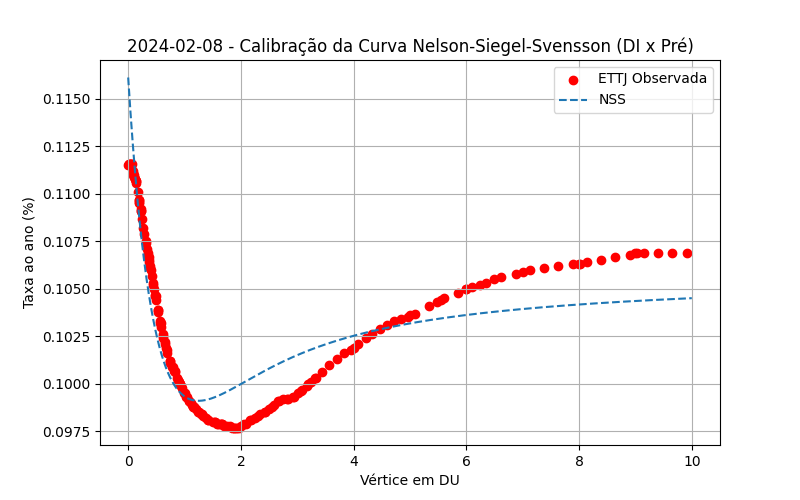 2024-02-08 - Calibração da Curva Nelson-Siegel-Svensson (DI x Pré)
ETTJ Observada
NSS
Taxa ao ano (%)
0.1150
0.1125
0.1100
0.1075
0.1050
0.1025
0.1000
0.0975
0 2 4 6 8 10
Vértice em DU